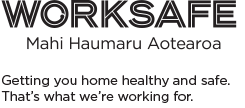 WORKSAFE
Mahi Haumaru Aotearoa
Getting you home healthy and safe.
That's what we're working for.